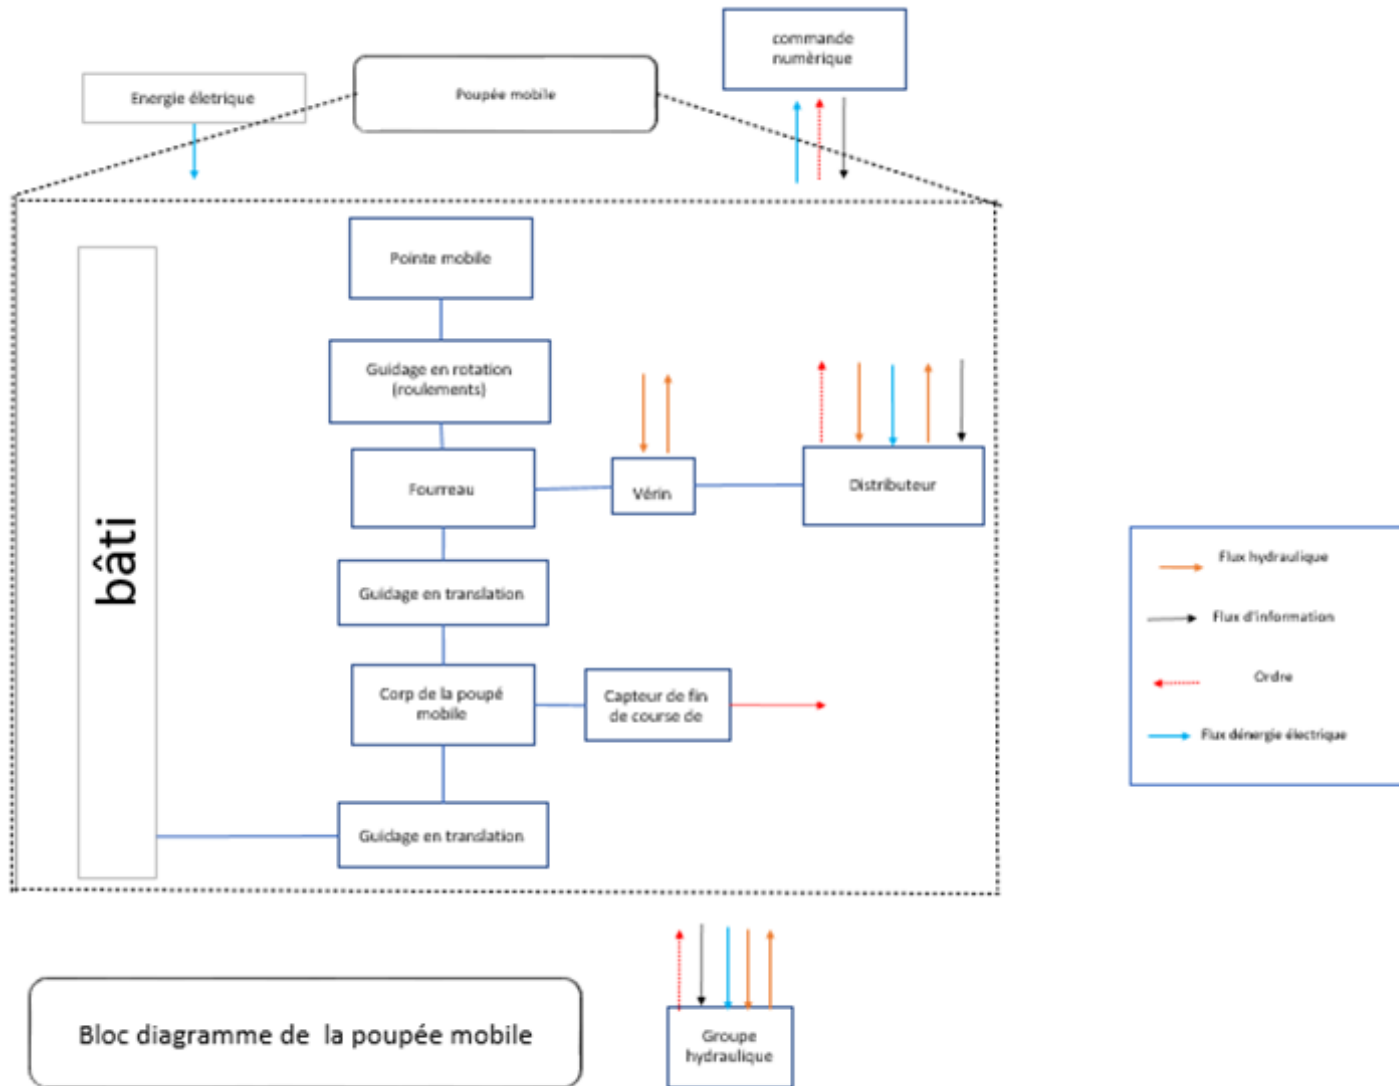 commande
numèrique
Energie életrique
Poupée mobile
Pointe mobile
Guidage en rotation
(roulements)
Fourreau
Vérin
Distributeur
bâti
Guidage en translation
Corp de la poupé
mobile
Capteur de fin
de course de
Guidage en translation
Flux hydraulique
Flux d'information
Ordre
Flux dénergie électrique
Bloc diagramme de la poupée mobile
Groupe
hydraulique